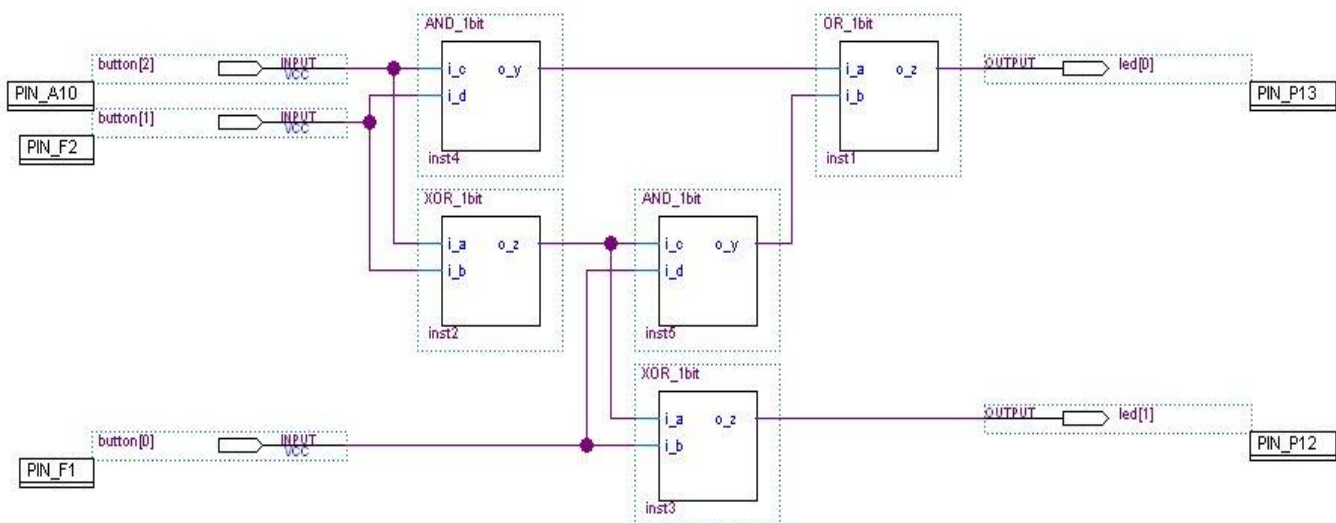 AND_1bit
OR_1bit
button[2]
INPUT
VCC
i_c
o_y
i_a
o_z
OUTPUT
led[0]
PIN_A10
i_d
i_b
PIN_P13
button[1]
INPUT
VCC
PIN_F2
inst4
inst1
XOR_1bit
AND_1bit
i_a
o_z
i_c
o_y
i_b
i_d
inst2
inst5
XOR_1bit
i_a
o_z
OUTPUT
led[1]
button[0]
INPUT
VCC
i_b
PIN_P12
PIN_F1
inst3